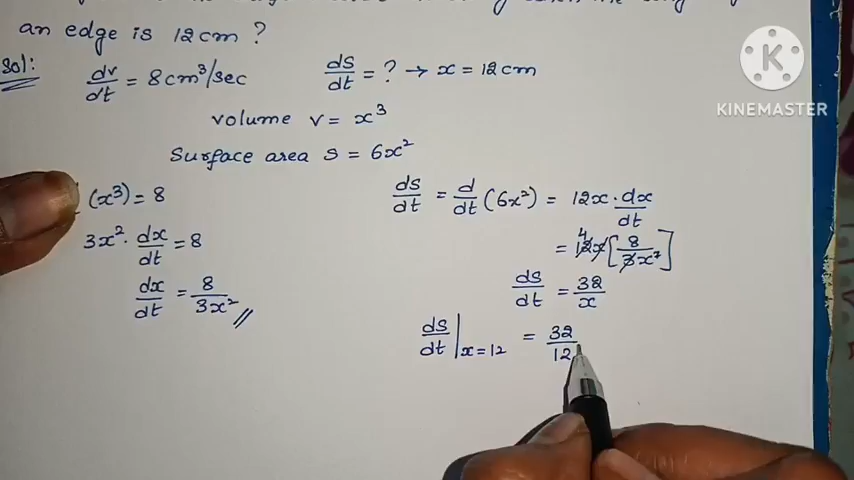 an edge is 12cm ?
Sol:
dv/dt = 8cm³/sec ds/dt = ? → x = 12cm
volume v = x³
Surface area s = 6x²
(x³) = 8
3x² · dx/dt = 8
dx/dt = 8/3x² //
ds/dt = d/dt (6x²) = 12x · dx/dt
= 4 12x [8/3x²]
ds/dt = 32/x
ds/dt | x=12 = 32/12
K
KINEMASTER